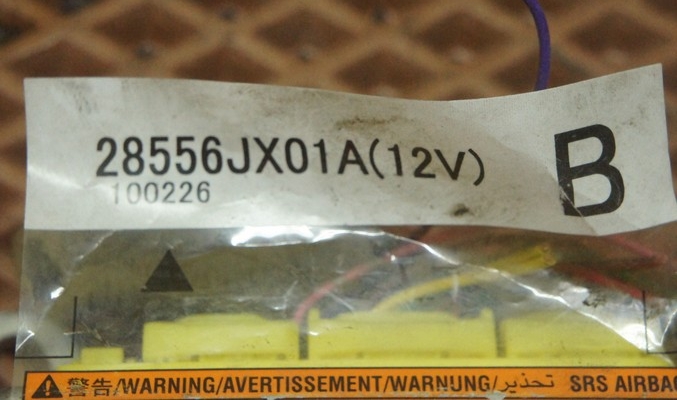 28556JX01A(12V)
100226
B
警告/WARNING/AVERTISSEMENT/WARNUNG/تحذير SRS AIRBAG